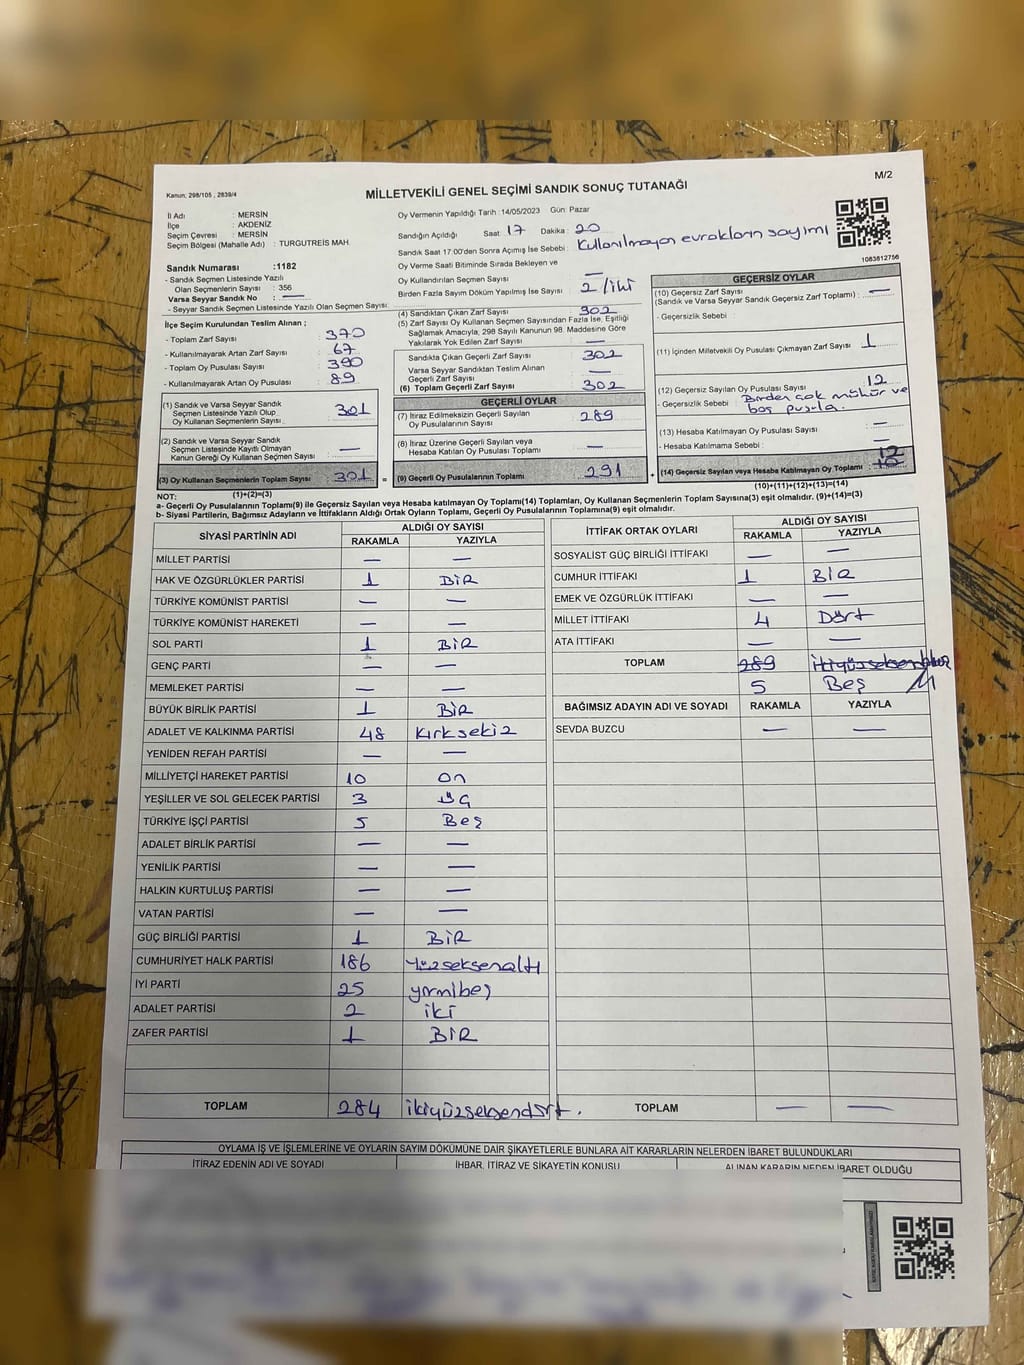 M/2
Kanun; 298/105 , 2839/4
MİLLETVEKİLİ GENEL SEÇİMİ SANDIK SONUÇ TUTANAĞI
İl Adı : MERSİN
İlçe : AKDENİZ
Seçim Çevresi : MERSİN
Seçim Bölgesi (Mahalle Adı) : TURGUTREİS MAH.
Sandık Numarası :1182
- Sandık Seçmen Listesinde Yazılı
Olan Seçmenlerin Sayısı : 356
Varsa Seyyar Sandık No : —
- Seyyar Seçmen Listesinde Yazılı Olan Seçmen Sayısı:
İlçe Seçim Kurulundan Teslim Alınan ;
- Toplam Zarf Sayısı : 370
- Kullanılmayarak Artan Zarf Sayısı : 67
- Toplam Oy Pusulası Sayısı : 390
- Kullanılmayarak Artan Oy Pusulası : 89
(1) Sandık ve Varsa Seyyar Sandık
Seçmen Listesinde Yazılı Olup
Oy Kullanan Seçmenlerin Sayısı : 301
(2) Sandık ve Varsa Seyyar Sandık
Seçmen Listesinde Kayıtlı Olmayan
Kanun Gereği Oy Kullanan Seçmen Sayısı : —
(3) Oy Kullanan Seçmenlerin Toplam Sayısı : 301
(1)+(2)=(3)
Oy Vermenin Yapıldığı Tarih :14/05/2023 Gün: Pazar
Sandığın Açıldığı Saat : 17 Dakika : 20
Sandık Saat 17:00'den Sonra Açımış İse Sebebi : Kullanılmayan evrakların sayımı
Oy Verme Saati Bitiminde Sırada Bekleyen ve
Oy Kullandırılan Seçmen Sayısı : —
Birden Fazla Sayım Döküm Yapılmış İse Sayısı : 2/iki
(4) Sandıktan Çıkan Zarf Sayısı : 302
(5) Zarf Sayısı Oy Kullanan Seçmen Sayısından Fazla İse, Eşitliği
Sağlamak Amacıyla, 298 Sayılı Kanunun 98. Maddesine Göre
Yakılarak Yok Edilen Zarf Sayısı : —
Sandıkta Çıkan Geçerli Zarf Sayısı : 302
Varsa Seyyar Sandıktan Teslim Alınan
Geçerli Zarf Sayısı : —
(6) Toplam Geçerli Zarf Sayısı : 302
GEÇERLİ OYLAR
(7) İtiraz Edilmeksizin Geçerli Sayılan
Oy Pusulalarının Sayısı : 289
(8) İtiraz Üzerine Geçerli Sayılan veya
Hesaba Katılan Oy Pusulası Toplamı : —
(9) Geçerli Oy Pusulalarının Toplamı : 291
1083812756
GEÇERSİZ OYLAR
(10) Geçersiz Zarf Sayısı
(Sandık ve Varsa Seyyar Sandık Geçersiz Zarf Toplamı) : —
- Geçersizlik Sebebi :
(11) İçinden Milletvekili Oy Pusulası Çıkmayan Zarf Sayısı : 1
(12) Geçersiz Sayılan Oy Pusulası Sayısı : 12
- Geçersizlik Sebebi : Birden çok mühür ve
boş pusula.
(13) Hesaba Katılmayan Oy Pusulası Sayısı : —
- Hesaba Katılmama Sebebi : —
(14) Geçersiz Sayılan veya Hesaba Katılmayan Oy Toplamı : 12
(10)+(11)+(12)+(13)=(14)
NOT:
a- Geçerli Oy Pusulalarının Toplamı(9) ile Geçersiz Sayılan veya Hesaba katılmayan Oy Toplamı(14) Toplamları, Oy Kullanan Seçmenlerin Toplam Sayısına(3) eşit olmalıdır. (9)+(14)=(3)
b- Siyasi Partilerin, Bağımsız Adayların ve İttifakların Aldığı Ortak Oyların Toplamı, Geçerli Oy Pusulalarının Toplamına(9) eşit olmalıdır.
SİYASİ PARTİNİN ADI ALDIĞI OY SAYISI
RAKAMLA YAZIYLA
MİLLET PARTİSİ — —
HAK VE ÖZGÜRLÜKLER PARTİSİ 1 BİR
TÜRKİYE KOMÜNİST PARTİSİ — —
TÜRKİYE KOMÜNİST HAREKETİ — —
SOL PARTİ 1 BİR
GENÇ PARTİ — —
MEMLEKET PARTİSİ — —
BÜYÜK BİRLİK PARTİSİ 1 BİR
ADALET VE KALKINMA PARTİSİ 48 Kırksekiz
YENİDEN REFAH PARTİSİ — —
MİLLİYETÇİ HAREKET PARTİSİ 10 on
YEŞİLLER VE SOL GELECEK PARTİSİ 3 üç
TÜRKİYE İŞÇİ PARTİSİ 5 Beş
ADALET BİRLİK PARTİSİ — —
YENİLİK PARTİSİ — —
HALKIN KURTULUŞ PARTİSİ — —
VATAN PARTİSİ — —
GÜÇ BİRLİĞİ PARTİSİ 1 BİR
CUMHURİYET HALK PARTİSİ 186 Yüzseksenaltı
İYİ PARTİ 25 yirmibeş
ADALET PARTİSİ 2 iki
ZAFER PARTİSİ 1 BİR
TOPLAM 284 ikiyüzseksendört.
İTTİFAK ORTAK OYLARI ALDIĞI OY SAYISI
RAKAMLA YAZIYLA
SOSYALİST GÜÇ BİRLİĞİ İTTİFAKI — —
CUMHUR İTTİFAKI 1 BİR
EMEK VE ÖZGÜRLÜK İTTİFAKI — —
MİLLET İTTİFAKI 4 Dört
ATA İTTİFAKI — —
TOPLAM 289 ikiyüzseksendokuz
5 Beş
BAĞIMSIZ ADAYIN ADI VE SOYADI RAKAMLA YAZIYLA
SEVDA BUZCU — —
TOPLAM — —
OYLAMA İŞ VE İŞLEMLERİNE VE OYLARIN SAYIM DÖKÜMÜNE DAİR ŞİKAYETLERLE BUNLARA AİT KARARLARIN NELERDEN İBARET BULUNDUKLARI
İTİRAZ EDENİN ADI VE SOYADI İHBAR, İTİRAZ VE ŞİKAYETİN KONUSU ALINAN KARARIN NEDEN İBARET OLDUĞU